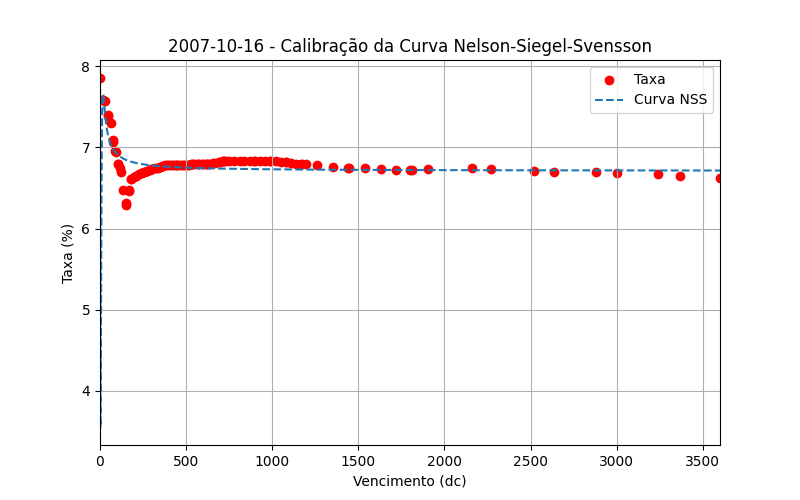 2007-10-16 - Calibração da Curva Nelson-Siegel-Svensson
Taxa
Curva NSS
8
7
6
5
4
Taxa (%)
0 500 1000 1500 2000 2500 3000 3500
Vencimento (dc)